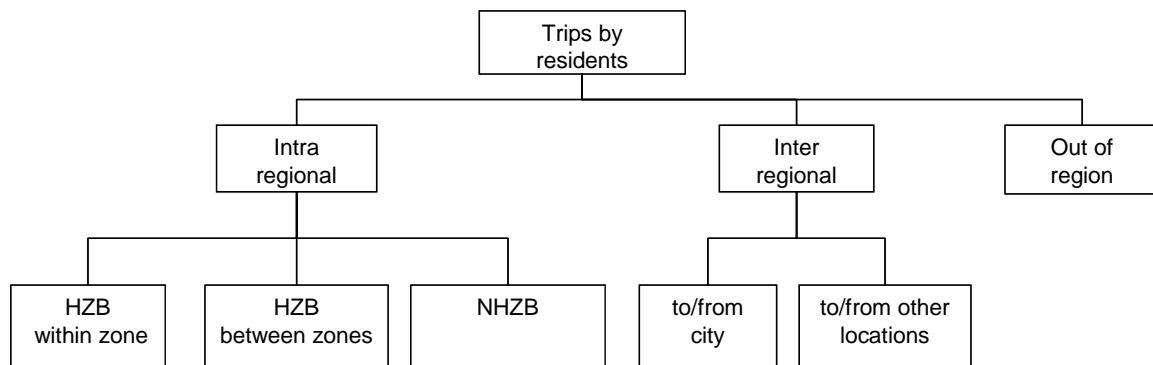 Trips by
residents
Intra
regional
Inter
regional
Out of
region
HZB
within zone
HZB
between zones
NHZB
to/from
city
to/from other
locations